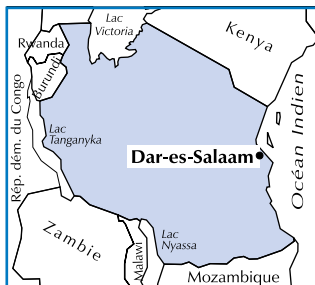 Lac
Victoria
Kenya
Rwanda
Burundi
Rép. dém. du Congo
Lac
Tanganyka
Océan Indien
Dar-es-Salaam
Zambie
Malawi
Lac
Nyassa
Mozambique